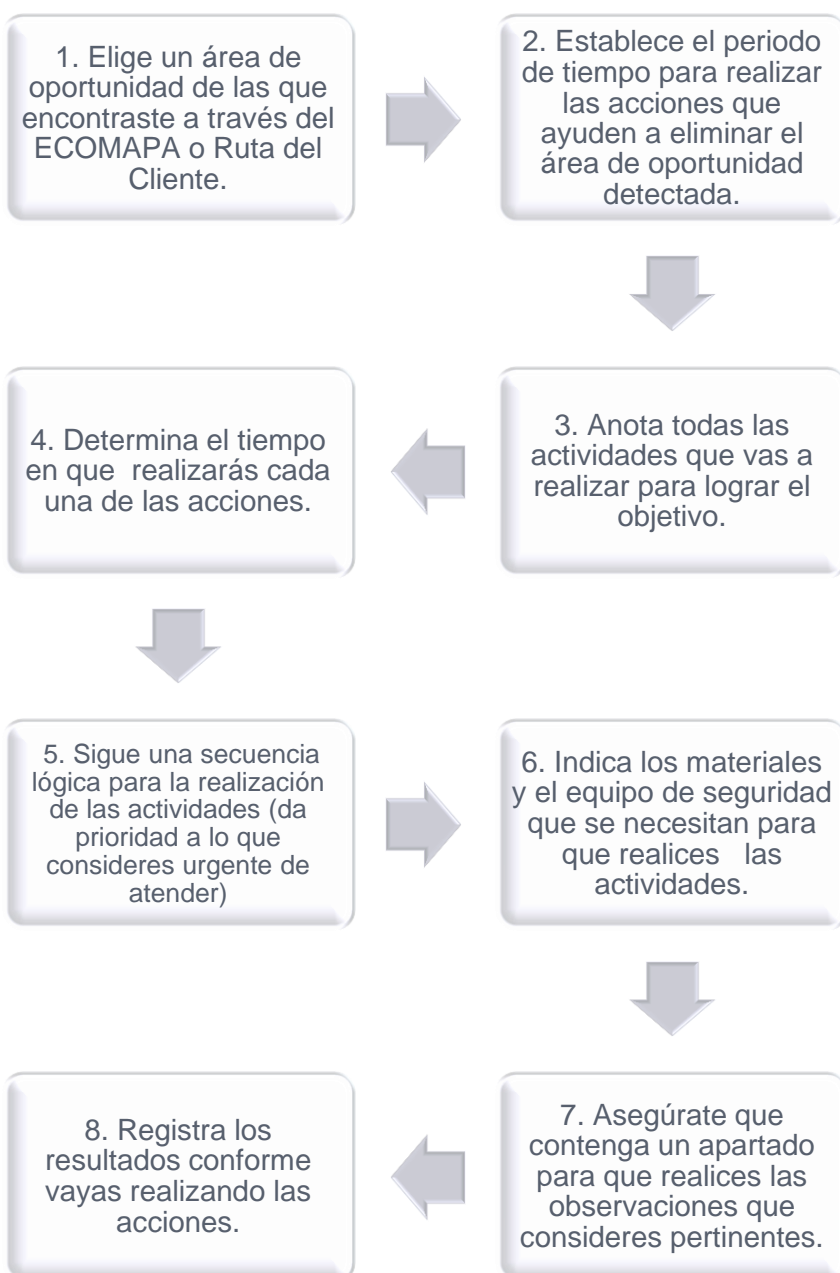 1. Elige un área de
oportunidad de las que
encontraste a través del
ECOMAPA o Ruta del
Cliente.
2. Establece el periodo
de tiempo para realizar
las acciones que
ayuden a eliminar el
área de oportunidad
detectada.
3. Anota todas las
actividades que vas a
realizar para lograr el
objetivo.
4. Determina el tiempo
en que realizarás cada
una de las acciones.
5. Sigue una secuencia
lógica para la realización
de las actividades (da
prioridad a lo que
consideres urgente de
atender)
6. Indica los materiales
y el equipo de seguridad
que se necesitan para
que realices las
actividades.
7. Asegúrate que
contenga un apartado
para que realices las
observaciones que
consideres pertinentes.
8. Registra los
resultados conforme
vayas realizando las
acciones.